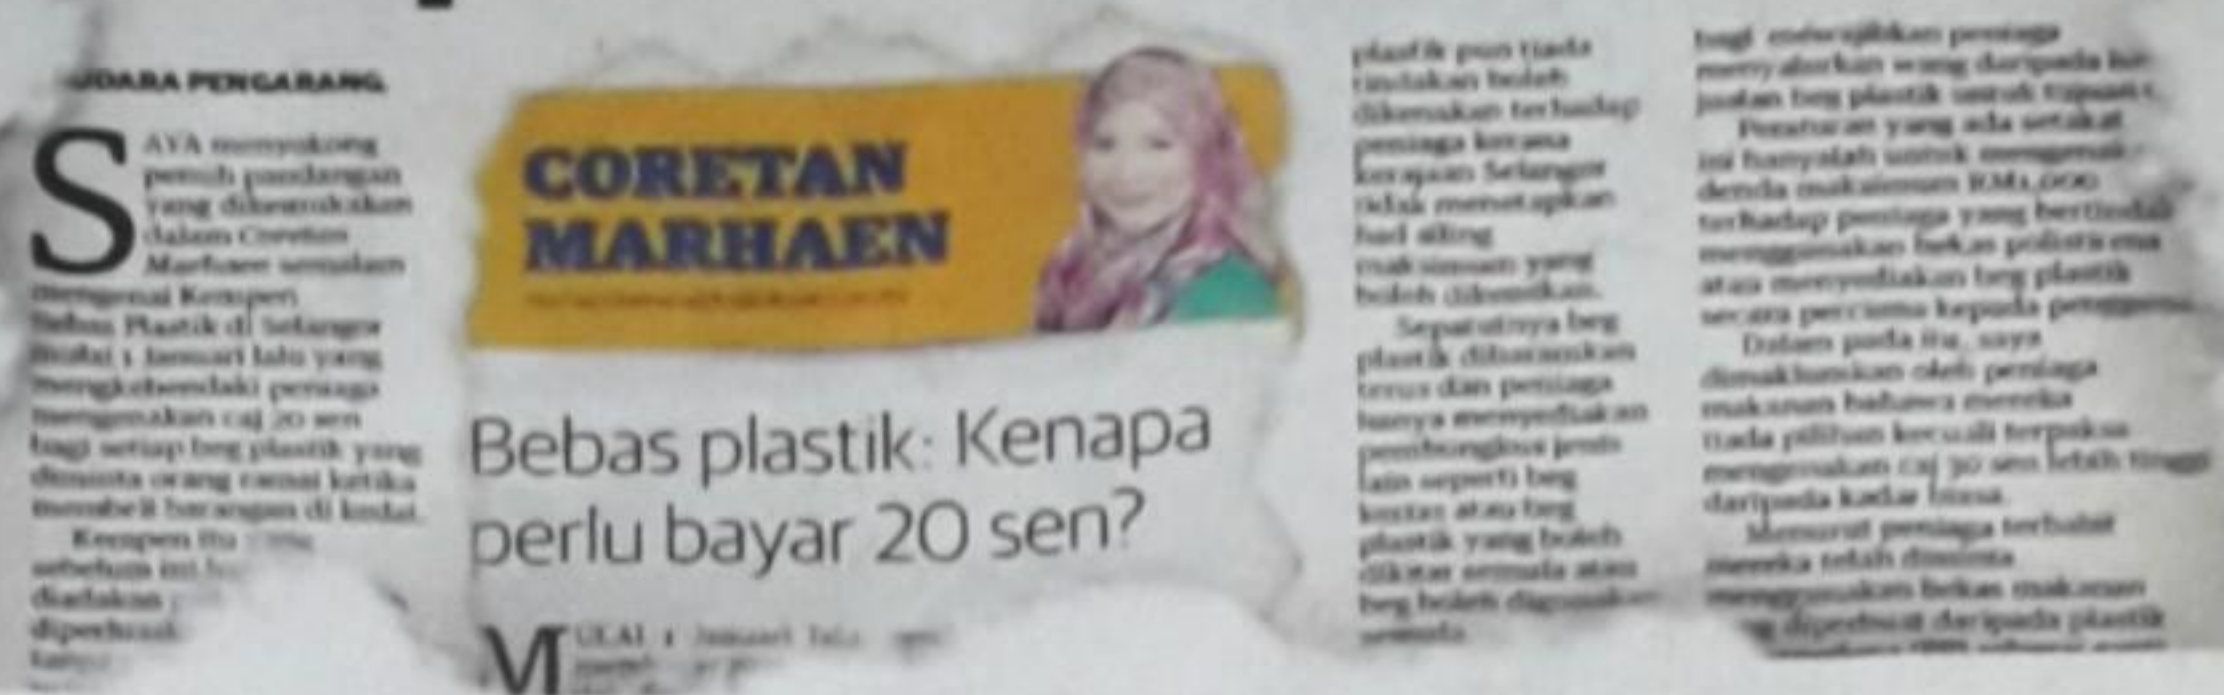 UDARA PENGARANG
SAYA menyokong
penuh pandangan
yang dikemukakan
dalam Coretan
Marhaen semalam
mengenai Kempen
Bebas Plastik di Selangor
mulai 1 Januari lalu yang
mengkehendaki peniaga
mengenakan caj 20 sen
bagi setiap beg plastik yang
diminta orang ramai ketika
membeli barangan di kedai.
Kempen itu
sebelum ini
diadakan
CORETAN
MARHAEN
Bebas plastik: Kenapa
perlu bayar 20 sen?
MULAI 1 Januari lalu
plastik pun tiada
tindakan boleh
dikenakan terhadap
peniaga kerana
kerajaan Selangor
tidak menetapkan
had siling
maksimum yang
boleh dikenakan.
Sepatutnya beg
plastik diharamkan
terus dan peniaga
hanya menyediakan
pembungkus jenis
lain seperti beg
kertas atau beg
plastik yang boleh
dikitar semula atau
beg boleh digunakan
semula.
bagi mewajibkan peniaga
menyalurkan wang daripada
jualan beg plastik untuk tujuan
Peraturan yang ada setakat
ini hanyalah untuk mengenakan
denda maksimum RM1,000
terhadap peniaga yang bertindak
menggunakan bekas polisterina
atau menyediakan beg plastik
secara percuma kepada pengguna
Dalam pada itu, saya
dimaklumkan oleh peniaga
makanan bahawa mereka
tiada pilihan kecuali terpaksa
mengenakan caj 30 sen lebih tinggi
daripada kadar biasa.
Menurut peniaga terbabit
mereka telah diminta
menggunakan bekas makanan
diperbuat daripada plastik